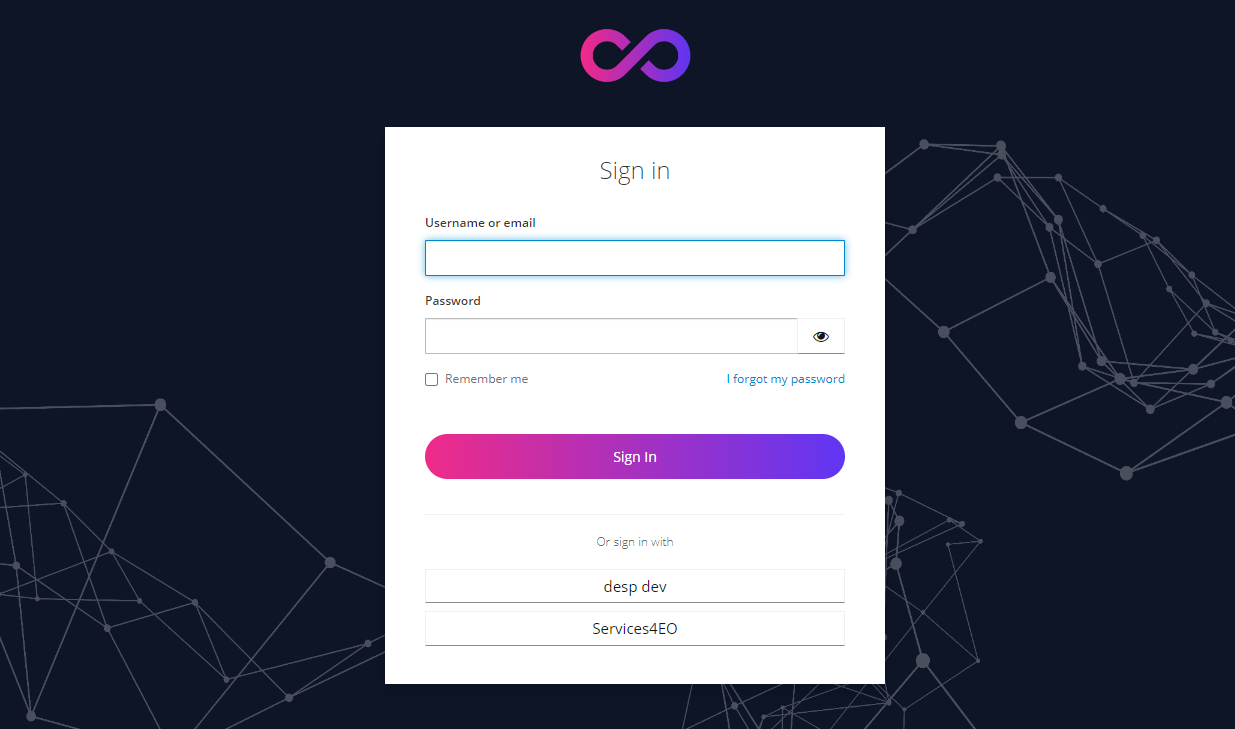 Sign in
Username or email
Password
Remember me
I forgot my password
Sign In
Or sign in with
desp dev
Services4EO